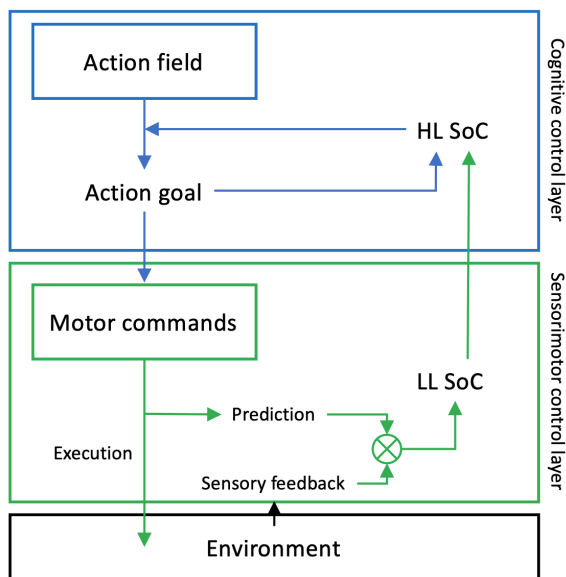 Action field
HL SoC
Action goal
Cognitive control layer
Motor commands
LL SoC
Prediction
Execution
Sensory feedback
Sensorimotor control layer
Environment